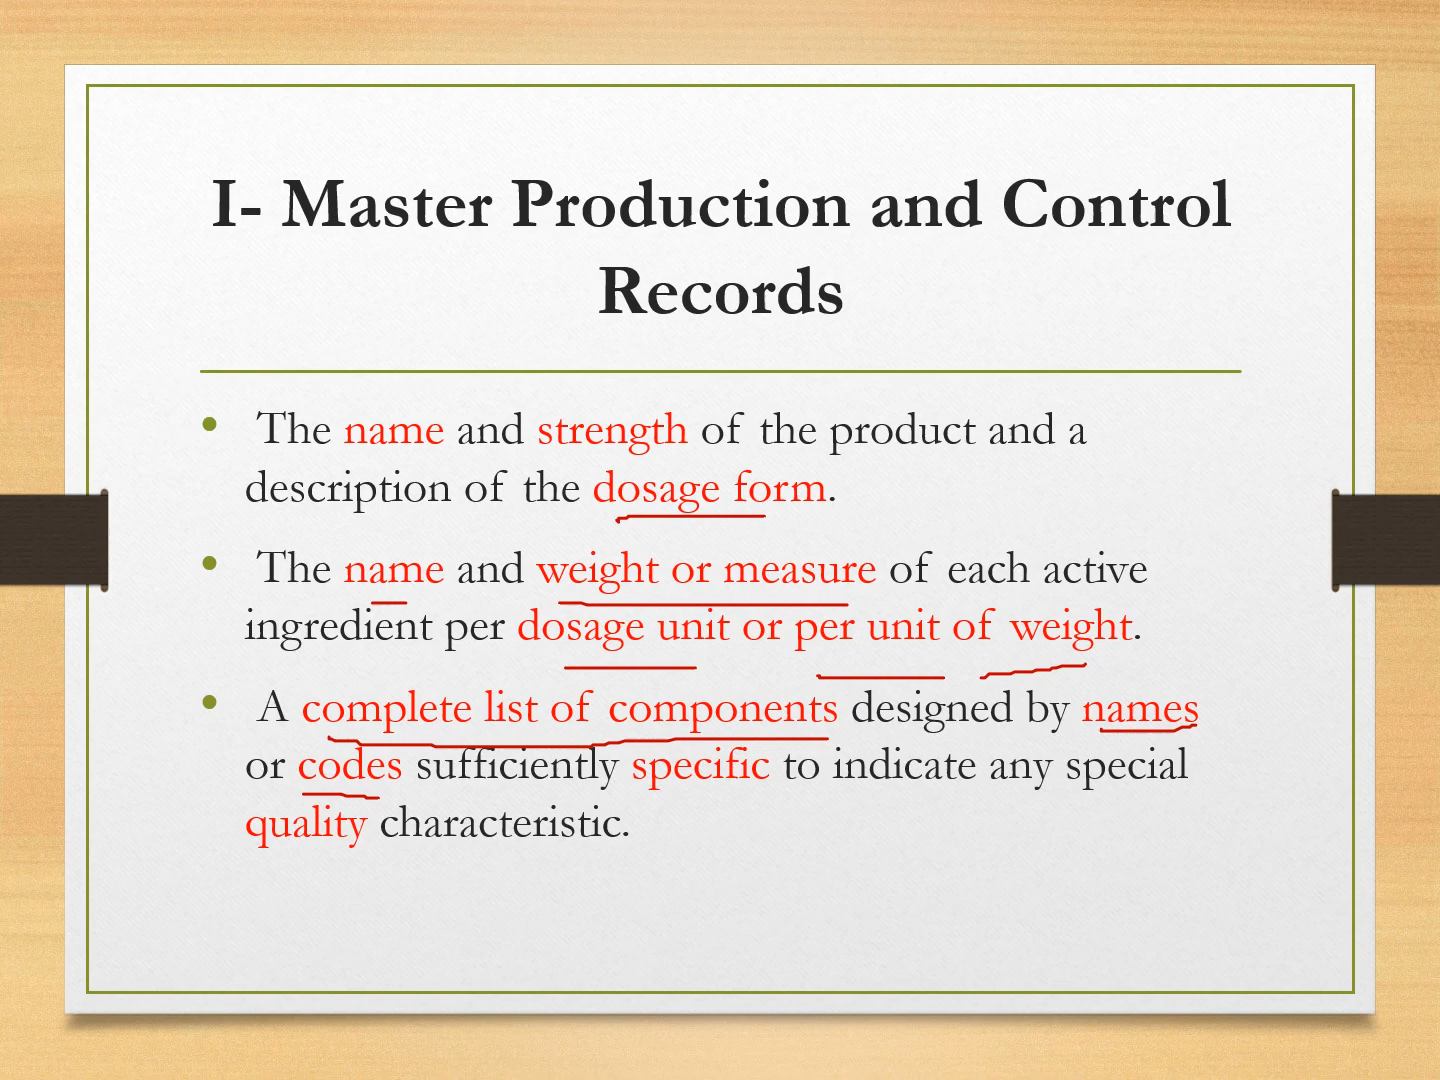 I- Master Production and Control
Records
• The name and strength of the product and a
description of the dosage form.
• The name and weight or measure of each active
ingredient per dosage unit or per unit of weight.
• A complete list of components designed by names
or codes sufficiently specific to indicate any special
quality characteristic.